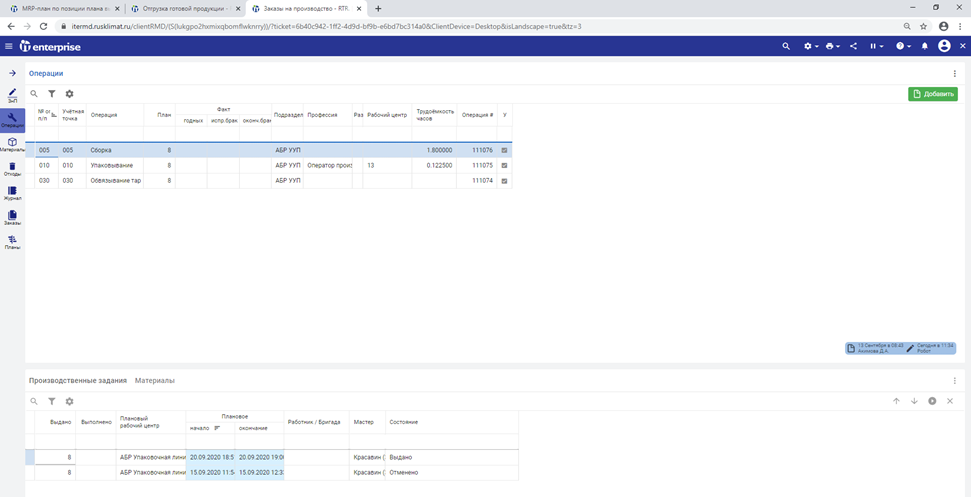 MRP-план по позиции плана к
Отгрузка готовой продукции -
Заказы на производство - RTR.
itermd.rusklimat.ru/clientRMD/(S(lukgpo2hxmixqbomflwknnry))/?ticket=6b40c942-1ff2-4d9d-bf9b-e6bd7bc314a0&ClientDevice=Desktop&isLandscape=true&tz=3
enterprise
Операции
Добавить
ЗнП
Операции
Материалы
Отходы
Журнал
Заказы
Планы
№ о п/п Учётная точка Операция План Факт годных испр.брак оконч.брак Подраздел Профессия Раз Рабочий центр Трудоёмкость часов Операция # У
005 005 Сборка 8 АБР УУП 1.800000 111076
010 010 Упаковывание 8 АБР УУП Оператор произ 13 0.122500 111075
030 030 Обвязывание тар 8 АБР УУП 111074
13 Сентября в 08:43 Сегодня в 11:34
Акимова Д.А. Робот
Производственные задания Материалы
Выдано Выполнено Плановый рабочий центр Плановое начало окончание Работник / Бригада Мастер Состояние
8 АБР Упаковочная лини 20.09.2020 18:5 20.09.2020 19:0 Красавин ( Выдано
8 АБР Упаковочная лини 15.09.2020 11:5 15.09.2020 12:3 Красавин ( Отменено